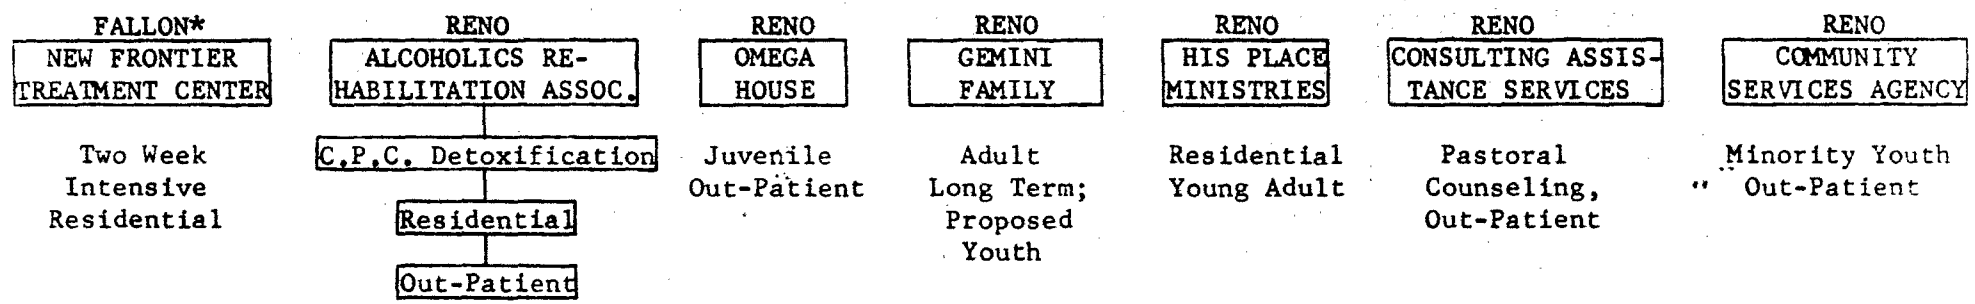 FALLON*
NEW FRONTIER
TREATMENT CENTER
Two Week
Intensive
Residential
RENO
ALCOHOLICS RE-
HABILITATION ASSOC.
C.P.C. Detoxification
Residential
Out-Patient
RENO
OMEGA
HOUSE
Juvenile
Out-Patient
RENO
GEMINI
FAMILY
Adult
Long Term;
Proposed
Youth
RENO
HIS PLACE
MINISTRIES
Residential
Young Adult
RENO
CONSULTING ASSIS-
TANCE SERVICES
Pastoral
Counseling,
Out-Patient
RENO
COMMUNITY
SERVICES AGENCY
Minority Youth
Out-Patient